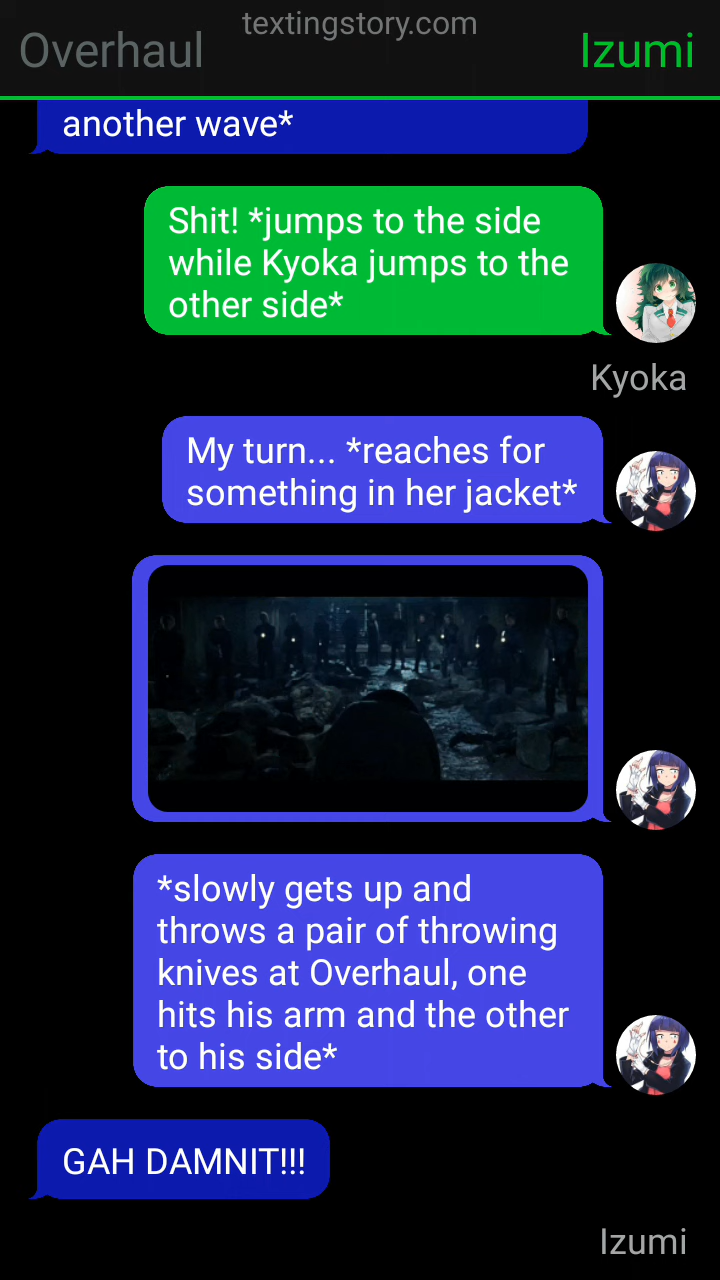 textingstory.com
Overhaul
Izumi
another wave*
Shit! *jumps to the side
while Kyoka jumps to the
other side*
Kyoka
My turn... *reaches for
something in her jacket*
*slowly gets up and
throws a pair of throwing
knives at Overhaul, one
hits his arm and the other
to his side*
GAH DAMNIT!!!
Izumi